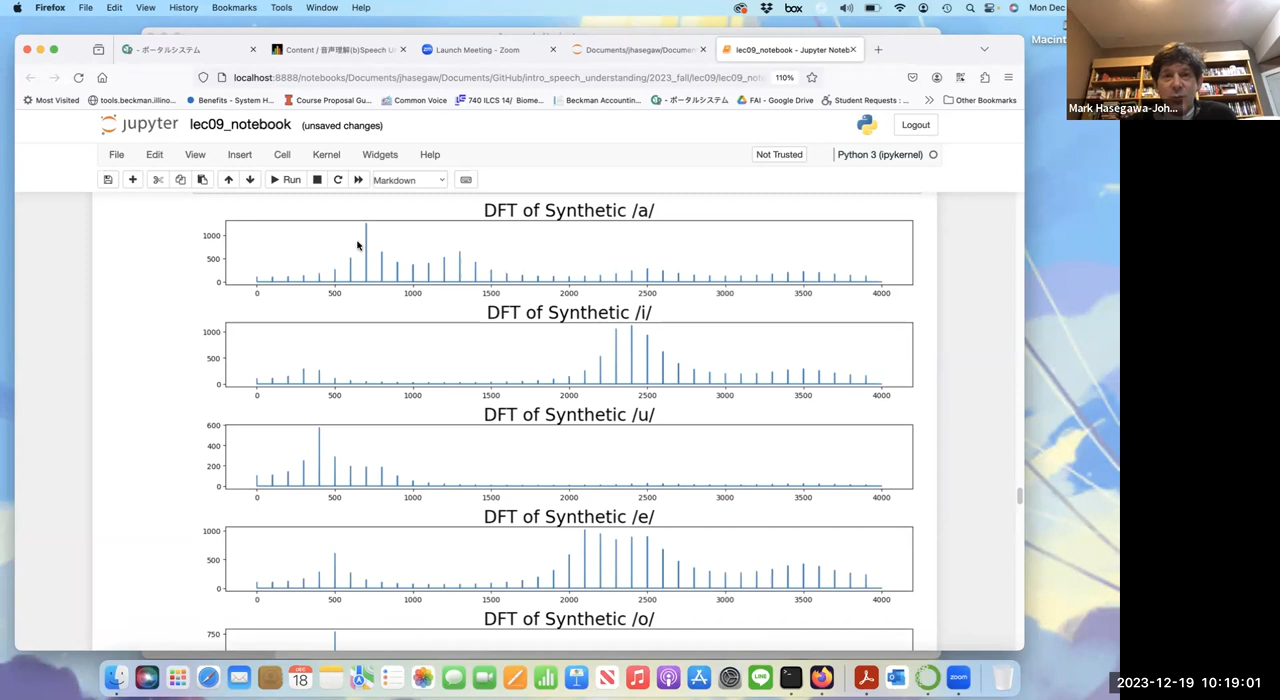 Firefox File Edit View History Bookmarks Tools Window Help box Mon Dec
ポータルシステム Content / 音声理解(Speech U Launch Meeting - Zoom Documents/jhasegaw/Documen lec09_notebook - Jupyter Noteb
Macint
localhost:8888/notebooks/Documents/jhasegaw/Documents/GitHub/intro_speech_understanding/2023_fall/lec09/lec09_no 110%
Most Visited tools.beckman.illino... Benefits - System H... Course Proposal Gu... Common Voice 740 ILCS 14/ Biome... Beckman Accountin... ポータルシステム FAI - Google Drive Student Requests : ... Other Bookmarks
Mark Hasegawa-Joh...
jupyter lec09_notebook (unsaved changes) Logout
File Edit View Insert Cell Kernel Widgets Help Not Trusted Python 3 (ipykernel)
Run Markdown
DFT of Synthetic /a/
1000
500
0
0 500 1000 1500 2000 2500 3000 3500 4000
DFT of Synthetic /i/
1000
500
0
0 500 1000 1500 2000 2500 3000 3500 4000
DFT of Synthetic /u/
600
400
200
0
0 500 1000 1500 2000 2500 3000 3500 4000
DFT of Synthetic /e/
1000
500
0
0 500 1000 1500 2000 2500 3000 3500 4000
DFT of Synthetic /o/
750
DEC
18
zoom
2023-12-19 10:19:01